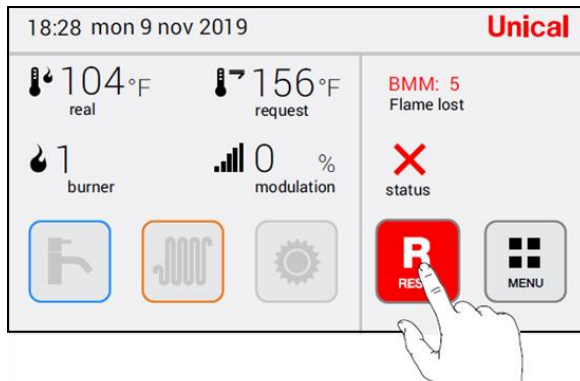 18:28 mon 9 nov 2019
Unical
104°F
real
156°F
request
BMM: 5
Flame lost
1
burner
0 %
modulation
status
R
MENU